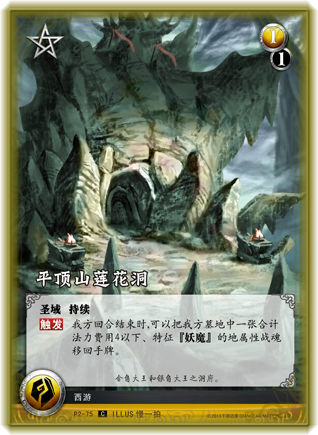 1
1
平顶山莲花洞
圣域 持续
触发 我方回合结束时,可以把我方墓地中一张合计
法力费用4以下、特征『妖魔』的地属性战魂
移回手牌。
金角大王和银角大王之洞府。
西游
P2-75 C ILLUS.慢一拍